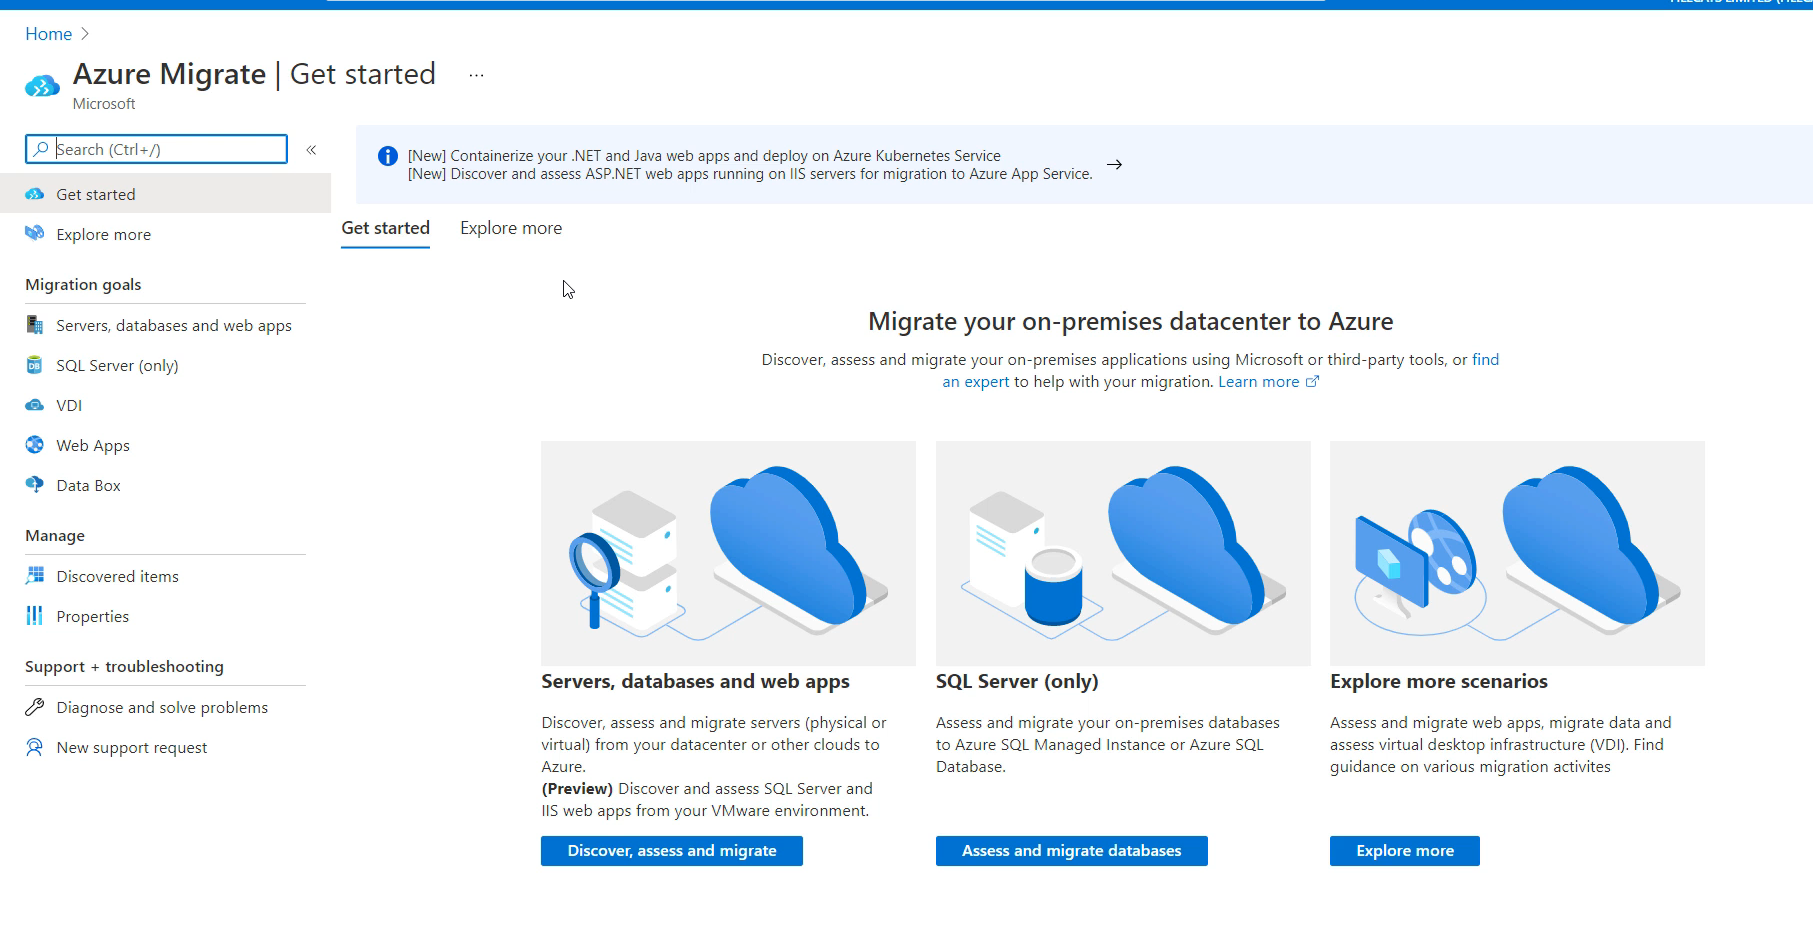 Home
Azure Migrate | Get started ...
Microsoft
Search (Ctrl+/)
«
Get started
Explore more
Migration goals
Servers, databases and web apps
SQL Server (only)
VDI
Web Apps
Data Box
Manage
Discovered items
Properties
Support + troubleshooting
Diagnose and solve problems
New support request
[New] Containerize your .NET and Java web apps and deploy on Azure Kubernetes Service
[New] Discover and assess ASP.NET web apps running on IIS servers for migration to Azure App Service.
Get started
Explore more
Migrate your on-premises datacenter to Azure
Discover, assess and migrate your on-premises applications using Microsoft or third-party tools, or find
an expert to help with your migration. Learn more
Servers, databases and web apps
Discover, assess and migrate servers (physical or
virtual) from your datacenter or other clouds to
Azure.
(Preview) Discover and assess SQL Server and
IIS web apps from your VMware environment.
Discover, assess and migrate
SQL Server (only)
Assess and migrate your on-premises databases
to Azure SQL Managed Instance or Azure SQL
Database.
Assess and migrate databases
Explore more scenarios
Assess and migrate web apps, migrate data and
assess virtual desktop infrastructure (VDI). Find
guidance on various migration activites
Explore more